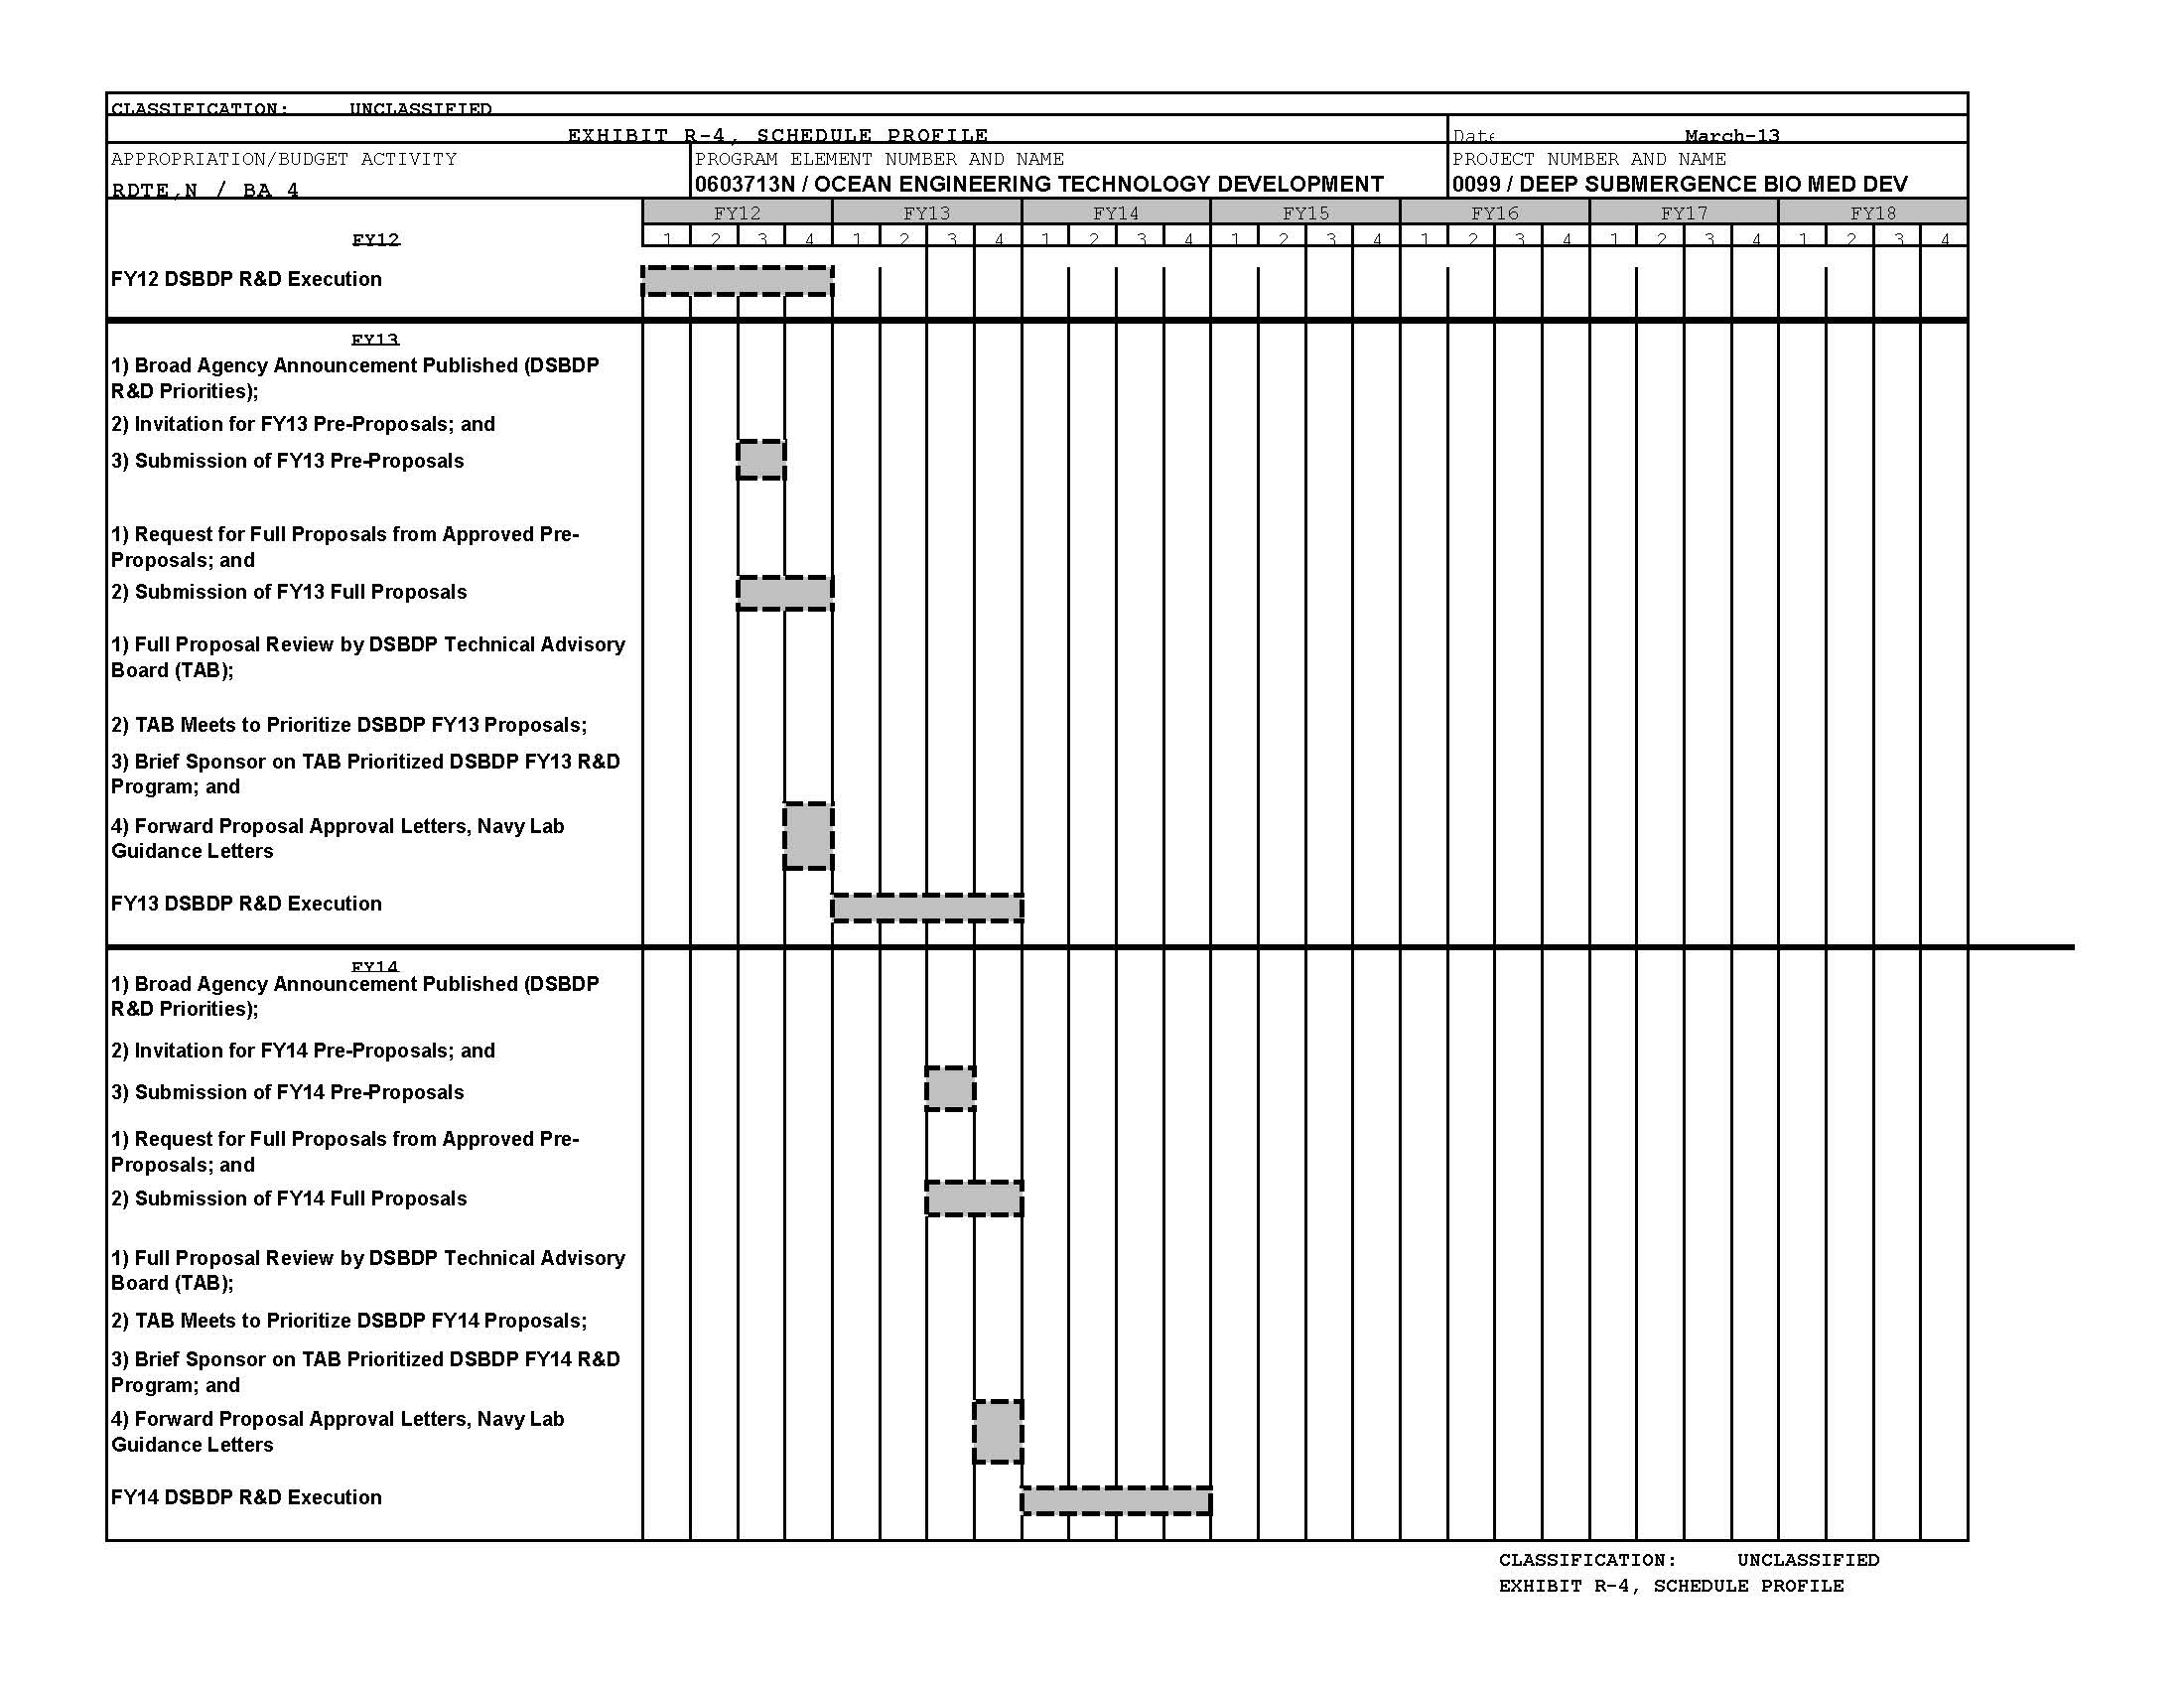 CLASSIFICATION: UNCLASSIFIED
EXHIBIT R-4, SCHEDULE PROFILE
Date
March-13
APPROPRIATION/BUDGET ACTIVITY
PROGRAM ELEMENT NUMBER AND NAME
PROJECT NUMBER AND NAME
RDTE,N / BA 4
0603713N / OCEAN ENGINEERING TECHNOLOGY DEVELOPMENT
0099 / DEEP SUBMERGENCE BIO MED DEV
FY12 FY13 FY14 FY15 FY16 FY17 FY18
FY12
1 2 3 4 1 2 3 4 1 2 3 4 1 2 3 4 1 2 3 4 1 2 3 4 1 2 3 4
FY12 DSBDP R&D Execution
FY13
1) Broad Agency Announcement Published (DSBDP
R&D Priorities);
2) Invitation for FY13 Pre-Proposals; and
3) Submission of FY13 Pre-Proposals
1) Request for Full Proposals from Approved Pre-
Proposals; and
2) Submission of FY13 Full Proposals
1) Full Proposal Review by DSBDP Technical Advisory
Board (TAB);
2) TAB Meets to Prioritize DSBDP FY13 Proposals;
3) Brief Sponsor on TAB Prioritized DSBDP FY13 R&D
Program; and
4) Forward Proposal Approval Letters, Navy Lab
Guidance Letters
FY13 DSBDP R&D Execution
FY14
1) Broad Agency Announcement Published (DSBDP
R&D Priorities);
2) Invitation for FY14 Pre-Proposals; and
3) Submission of FY14 Pre-Proposals
1) Request for Full Proposals from Approved Pre-
Proposals; and
2) Submission of FY14 Full Proposals
1) Full Proposal Review by DSBDP Technical Advisory
Board (TAB);
2) TAB Meets to Prioritize DSBDP FY14 Proposals;
3) Brief Sponsor on TAB Prioritized DSBDP FY14 R&D
Program; and
4) Forward Proposal Approval Letters, Navy Lab
Guidance Letters
FY14 DSBDP R&D Execution
CLASSIFICATION: UNCLASSIFIED
EXHIBIT R-4, SCHEDULE PROFILE